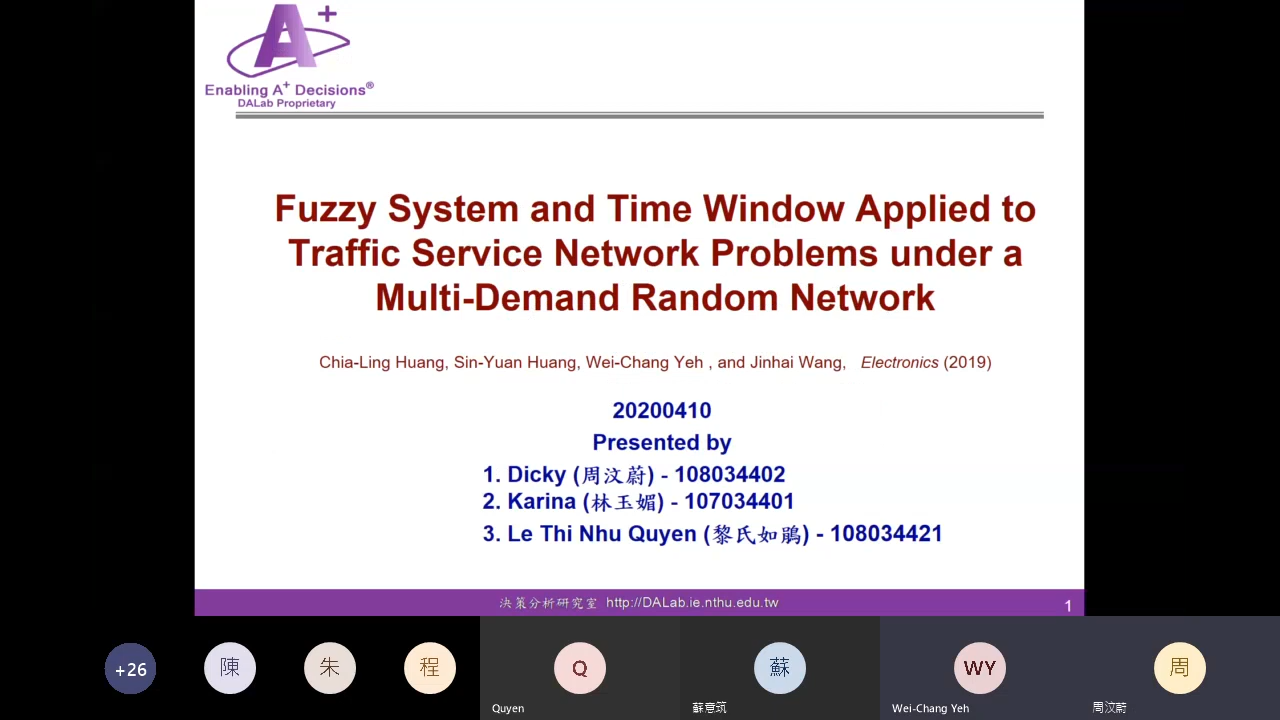 A+
Enabling A+ Decisions®
DALab Proprietary
Fuzzy System and Time Window Applied to
Traffic Service Network Problems under a
Multi-Demand Random Network
Chia-Ling Huang, Sin-Yuan Huang, Wei-Chang Yeh , and Jinhai Wang, Electronics (2019)
20200410
Presented by
1. Dicky (周汶蔚) - 108034402
2. Karina (林玉媚) - 107034401
3. Le Thi Nhu Quyen (黎氏如鵑) - 108034421
決策分析研究室 http://DALab.ie.nthu.edu.tw
1
+26
陳
朱
程
Q
蘇
WY
周
Quyen
蘇意筑
Wei-Chang Yeh
周汶蔚